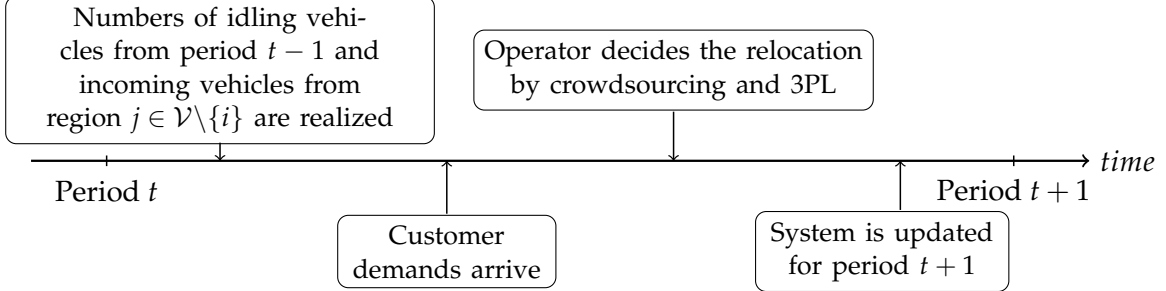 Numbers of idling vehi-
cles from period t − 1 and
incoming vehicles from
region j ∈ 𝒱\{i} are realized
Operator decides the relocation
by crowdsourcing and 3PL
time
Period t
Period t + 1
Customer
demands arrive
System is updated
for period t + 1